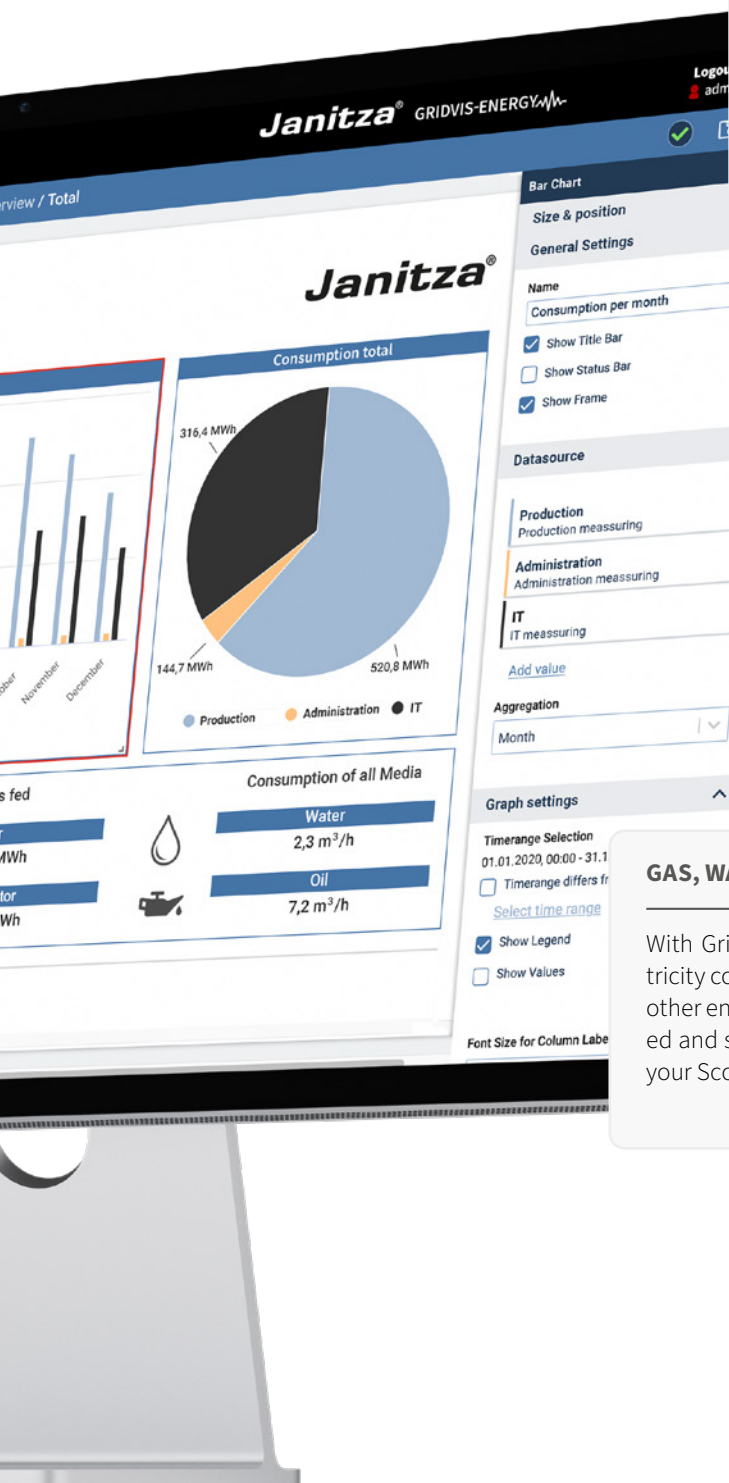 Janitza® GRIDVIS-ENERGY
Logou
adm
rview / Total
Janitza®
Consumption total
316,4 MWh
144,7 MWh
520,8 MWh
Production
Administration
IT
ober
November
December
s fed
MWh
tor
Wh
Consumption of all Media
Water
2,3 m³/h
Oil
7,2 m³/h
Bar Chart
Size & position
General Settings
Name
Consumption per month
Show Title Bar
Show Status Bar
Show Frame
Datasource
Production
Production meassuring
Administration
Administration meassuring
IT
IT meassuring
Add value
Aggregation
Month
Graph settings
Timerange Selection
01.01.2020, 00:00 - 31.1
Timerange differs fr
Select time range
Show Legend
Show Values
Font Size for Column Labe
GAS, WA
With Gri
tricity co
other en
ed and s
your Sco